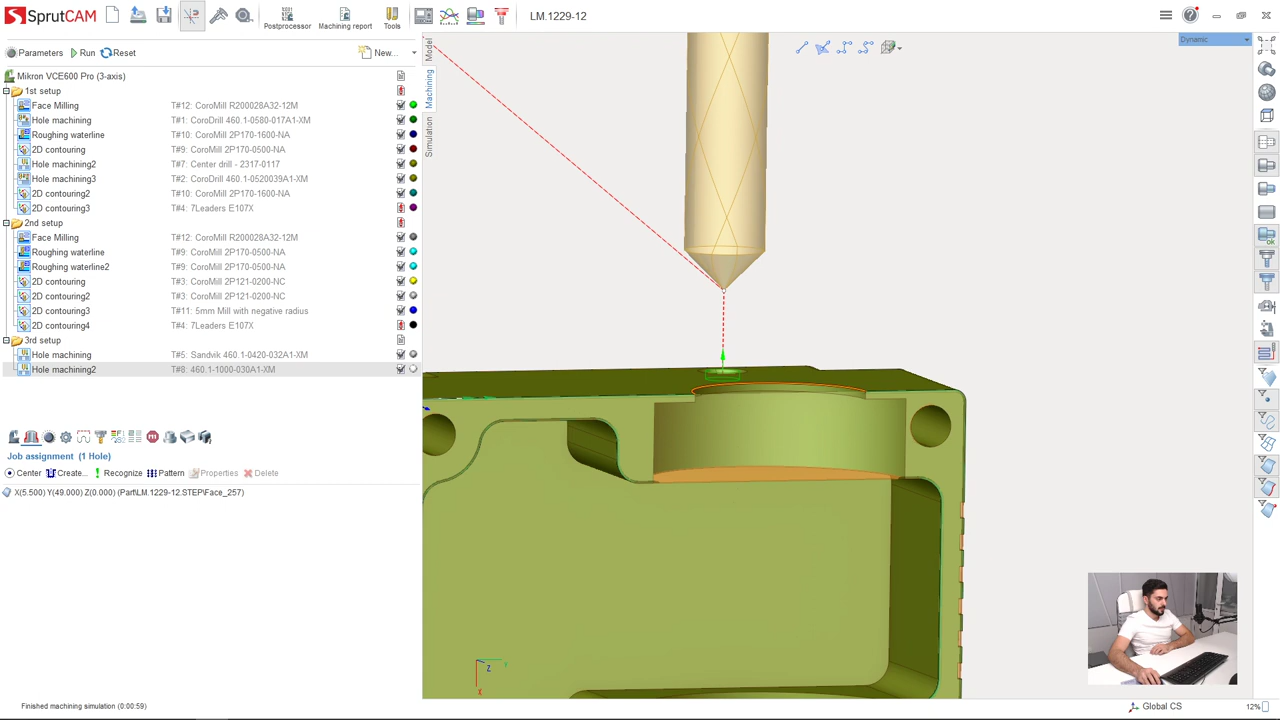 SprutCAM
Postprocessor
Machining report
Tools
LM.1229-12
Parameters
Run
Reset
New...
Dynamic
Model
Machining
Simulation
Mikron VCE600 Pro (3-axis)
1st setup
Face Milling T#12: CoroMill R200028A32-12M
Hole machining T#1: CoroDrill 460.1-0580-017A1-XM
Roughing waterline T#10: CoroMill 2P170-1600-NA
2D contouring T#9: CoroMill 2P170-0500-NA
Hole machining2 T#7: Center drill - 2317-0117
Hole machining3 T#2: CoroDrill 460.1-0520039A1-XM
2D contouring2 T#10: CoroMill 2P170-1600-NA
2D contouring3 T#4: 7Leaders E107X
2nd setup
Face Milling T#12: CoroMill R200028A32-12M
Roughing waterline T#9: CoroMill 2P170-0500-NA
Roughing waterline2 T#9: CoroMill 2P170-0500-NA
2D contouring T#3: CoroMill 2P121-0200-NC
2D contouring2 T#3: CoroMill 2P121-0200-NC
2D contouring3 T#11: 5mm Mill with negative radius
2D contouring4 T#4: 7Leaders E107X
3rd setup
Hole machining T#5: Sandvik 460.1-0420-032A1-XM
Hole machining2 T#8: 460.1-1000-030A1-XM
Job assignment (1 Hole)
Center Create... Recognize Pattern Properties Delete
X(5.500) Y(49.000) Z(0.000) (Part\LM.1229-12.STEP\Face_257)
Z Y
X
Finished machining simulation (0:00:59)
Global CS
12%